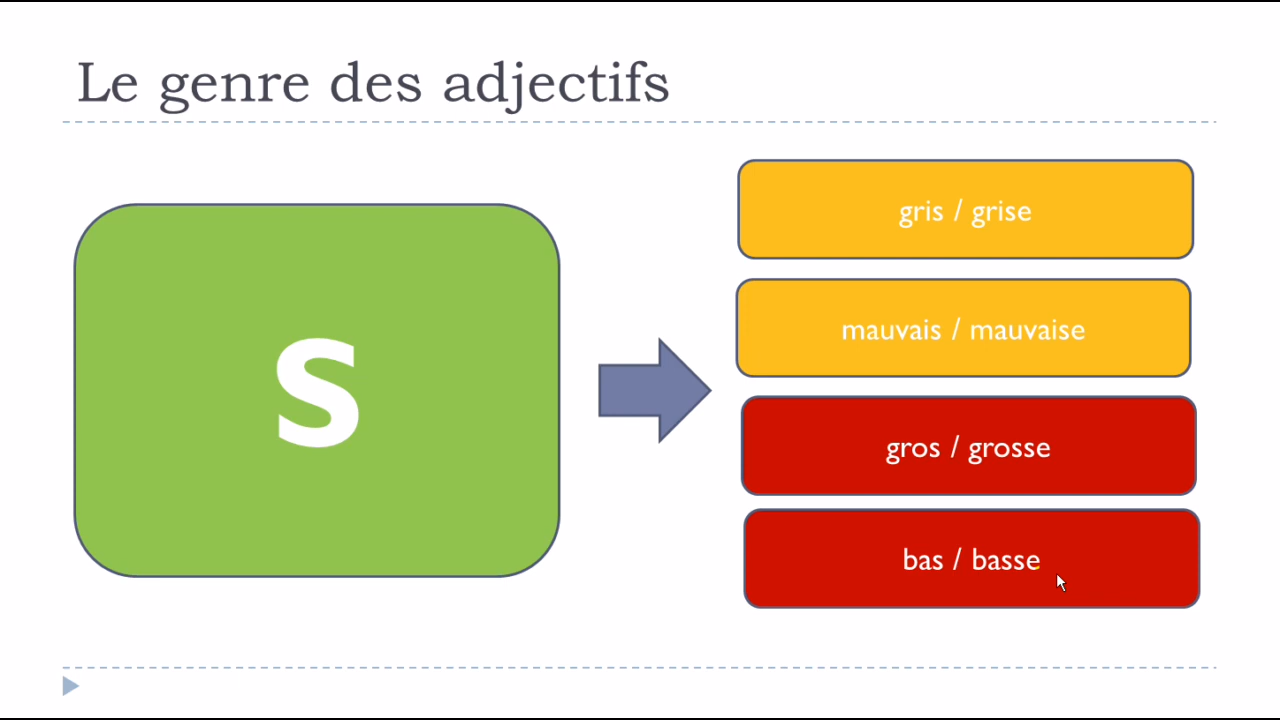 Le genre des adjectifs
s
gris / grise
mauvais / mauvaise
gros / grosse
bas / basse